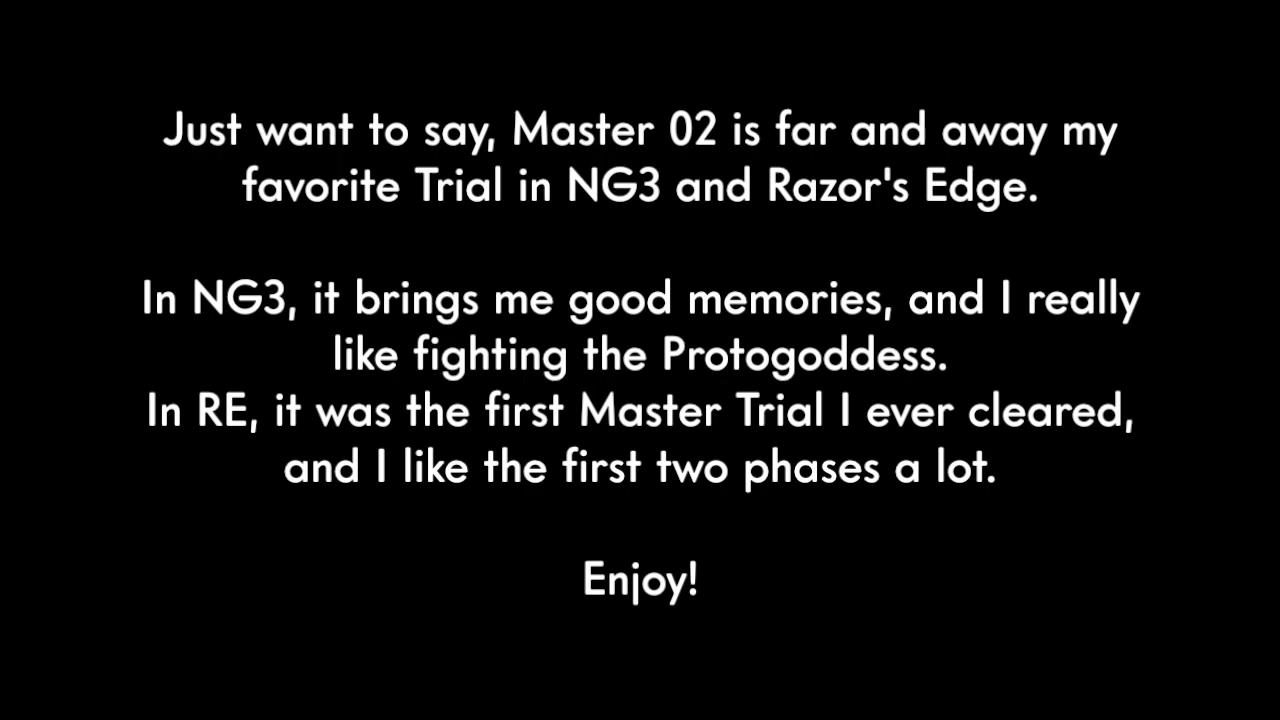 Just want to say, Master 02 is far and away my
favorite Trial in NG3 and Razor's Edge.
In NG3, it brings me good memories, and I really
like fighting the Protogoddess.
In RE, it was the first Master Trial I ever cleared,
and I like the first two phases a lot.
Enjoy!